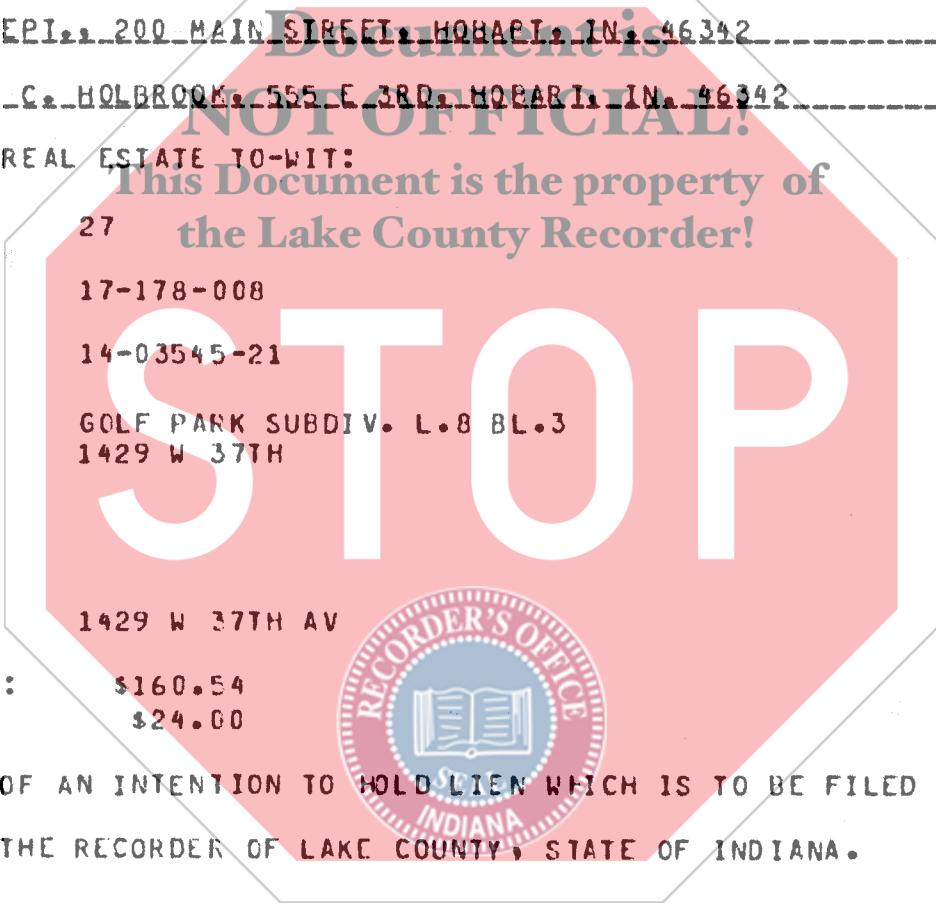 Document is
EPI., 200 MAIN STREET, HOBART, IN. 46342
C. HOLBROOK, 555 E 3RD, HOBART, IN. 46342
NOT OFFICIAL!
REAL ESTATE TO-WIT:
This Document is the property of
27
the Lake County Recorder!
17-178-008
STOP
14-03545-21
GOLF PARK SUBDIV. L.8 BL.3
1429 W 37TH
1429 W 37TH AV
RECORDER'S OFFICE
: $160.54
$24.00
OF AN INTENTION TO HOLD LIEN WHICH IS TO BE FILED
INDIANA
THE RECORDER OF LAKE COUNTY, STATE OF INDIANA.